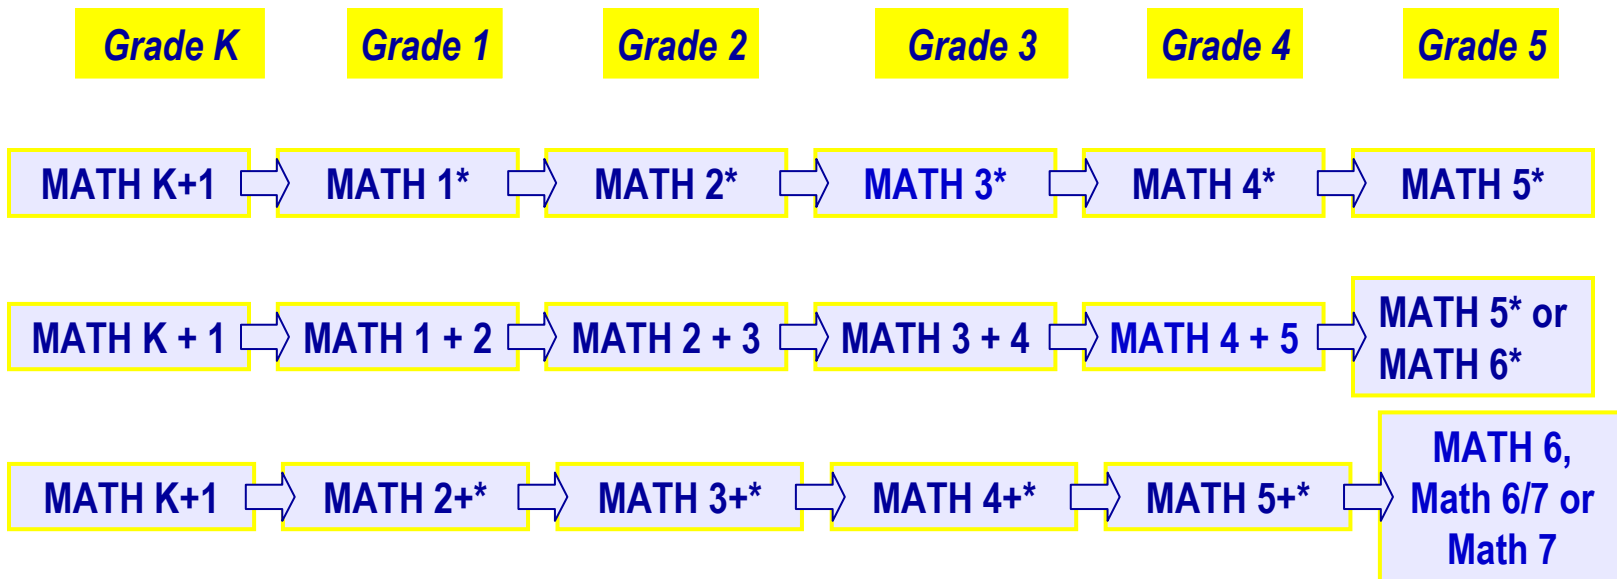 Grade K Grade 1 Grade 2 Grade 3 Grade 4 Grade 5
MATH K+1 MATH 1* MATH 2* MATH 3* MATH 4* MATH 5*
MATH K + 1 MATH 1 + 2 MATH 2 + 3 MATH 3 + 4 MATH 4 + 5 MATH 5* or
MATH 6*
MATH K+1 MATH 2+* MATH 3+* MATH 4+* MATH 5+* MATH 6,
Math 6/7 or
Math 7